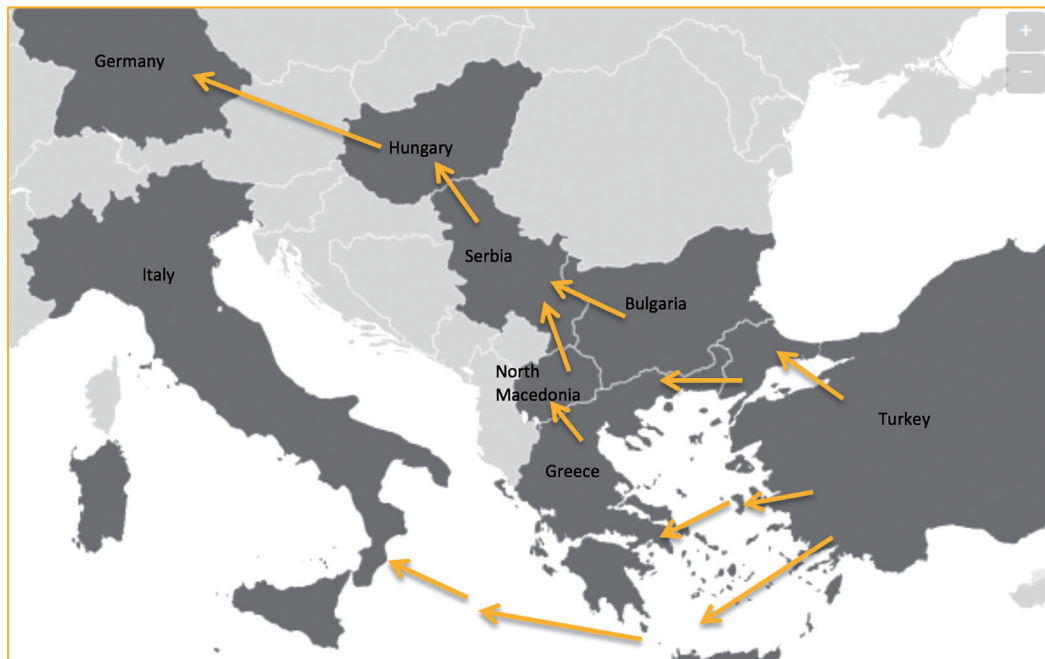 +
−
Germany
Hungary
Serbia
Italy
Bulgaria
North
Macedonia
Turkey
Greece